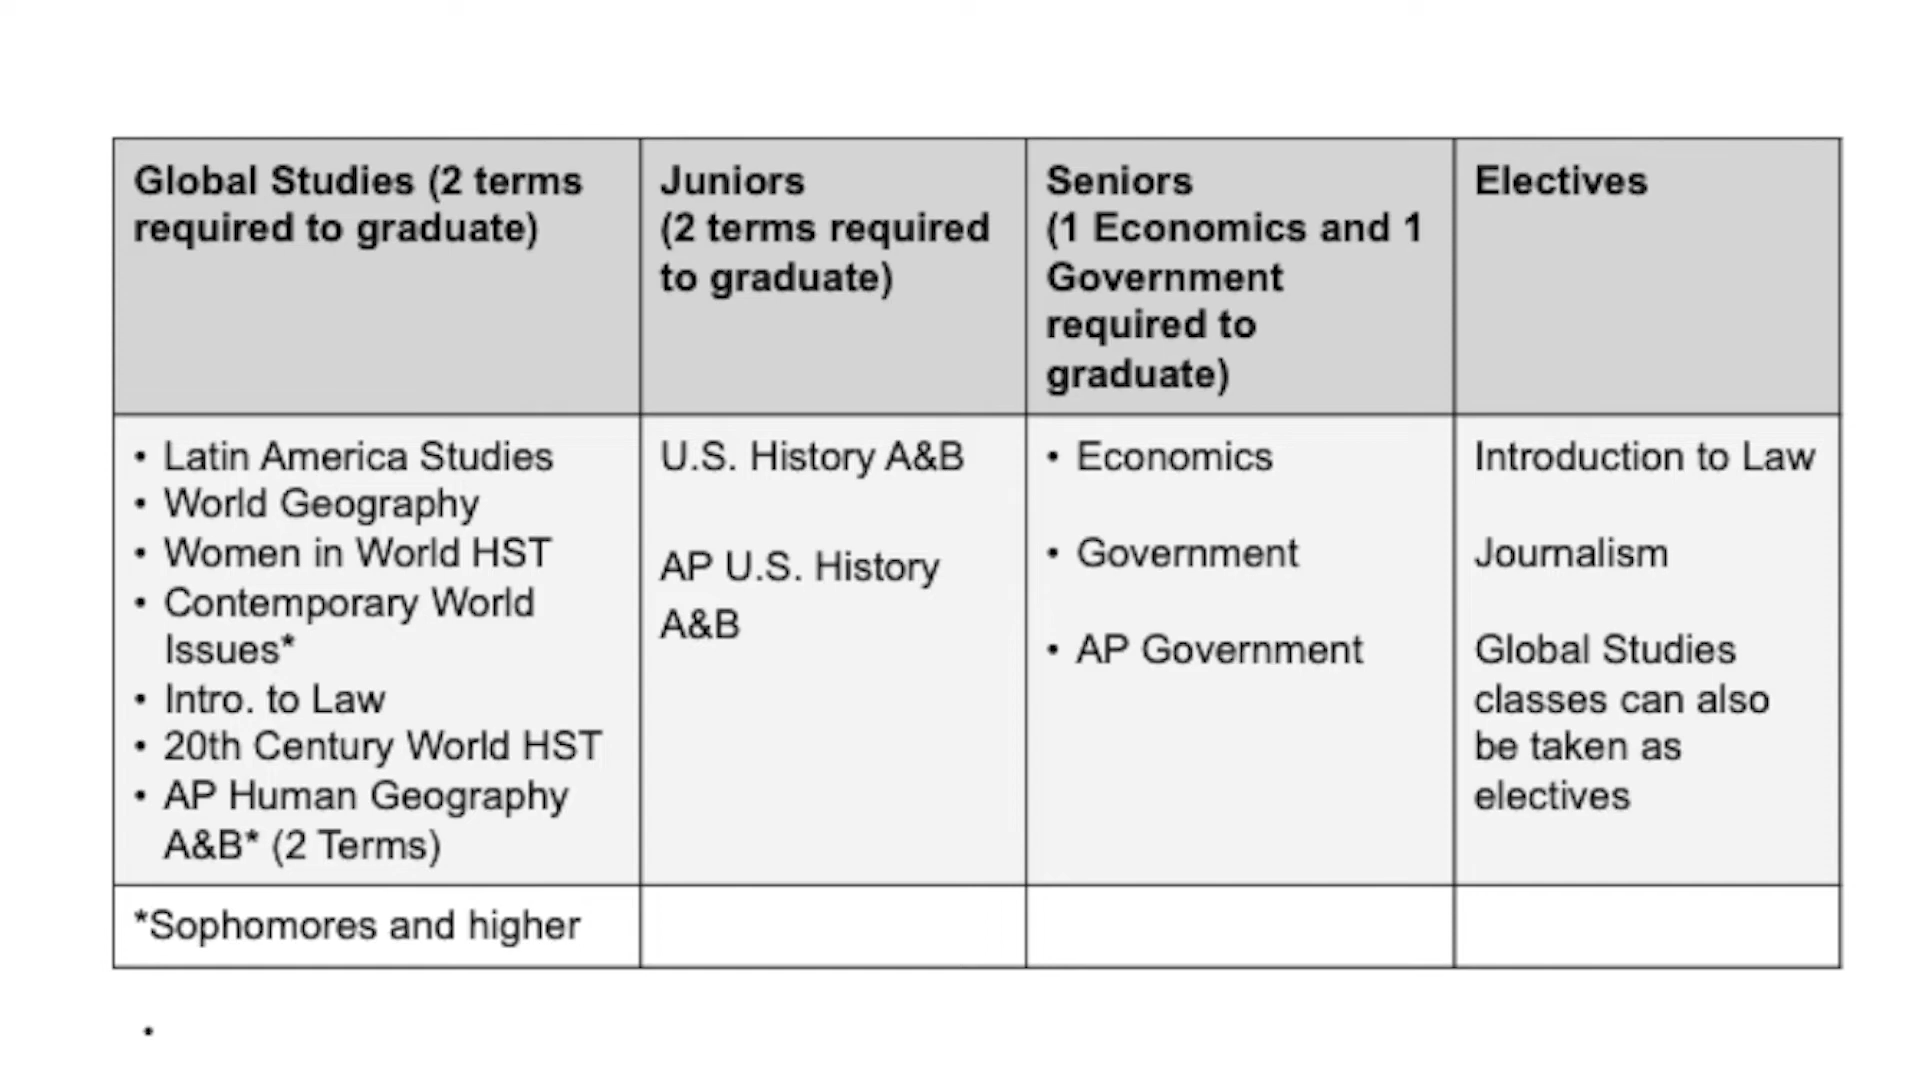 Global Studies (2 terms
required to graduate)
Juniors
(2 terms required
to graduate)
Seniors
(1 Economics and 1
Government
required to
graduate)
Electives
• Latin America Studies
• World Geography
• Women in World HST
• Contemporary World
Issues*
• Intro. to Law
• 20th Century World HST
• AP Human Geography
A&B* (2 Terms)
U.S. History A&B
AP U.S. History
A&B
• Economics
• Government
• AP Government
Introduction to Law
Journalism
Global Studies
classes can also
be taken as
electives
*Sophomores and higher
•